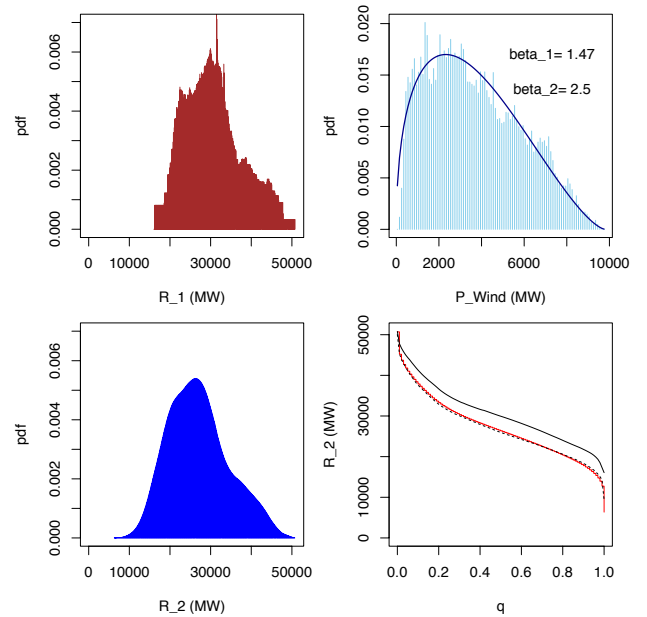 pdf
0.000 0.002 0.004 0.006
0 10000 30000 50000
R_1 (MW)
pdf
0.000 0.005 0.010 0.015 0.020
beta_1= 1.47
beta_2= 2.5
0 2000 6000 10000
P_Wind (MW)
pdf
0.000 0.002 0.004 0.006
0 10000 30000 50000
R_2 (MW)
R_2 (MW)
0 10000 30000 50000
0.0 0.2 0.4 0.6 0.8 1.0
q